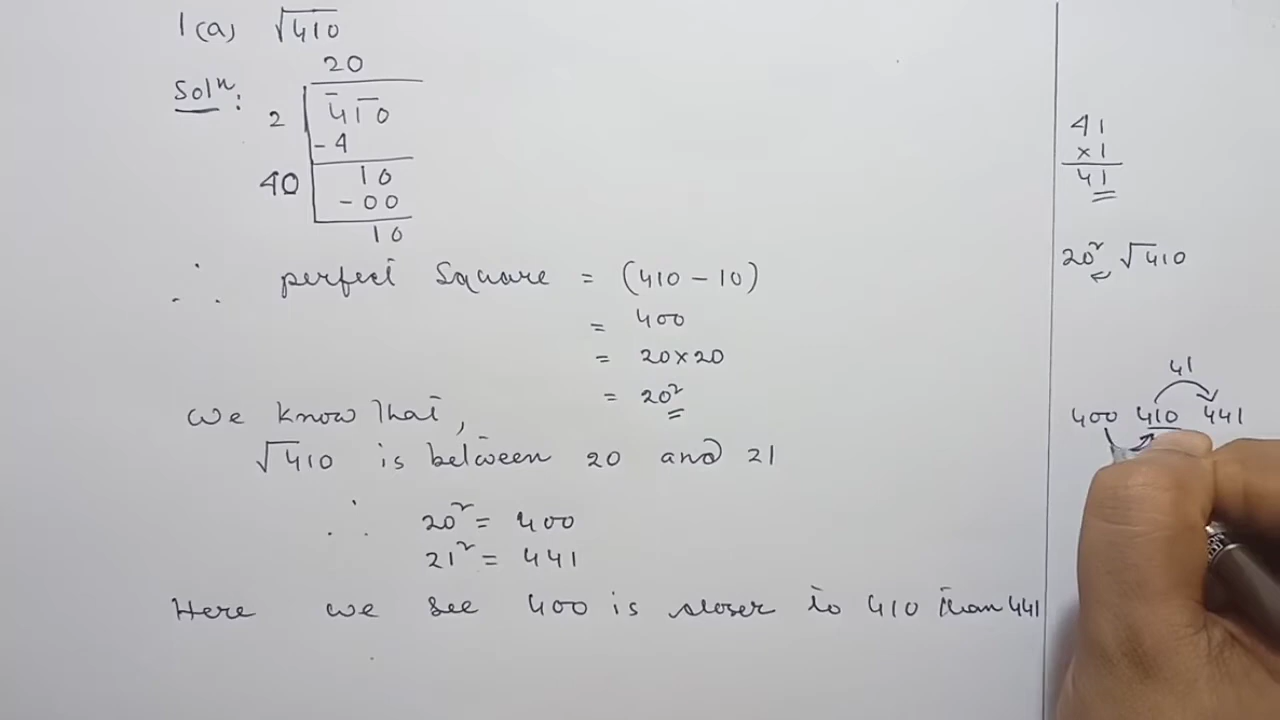 1(a) √410
Solⁿ:
20
2 410
-4
40 10
-00
10
∴ perfect Square = (410 - 10)
= 400
= 20×20
= 20²
We know That,
√410 is between 20 and 21
∴ 20² = 400
21² = 441
Here we see 400 is closer to 410 than 441
41
×1
41
20² √410
41
400 410 441